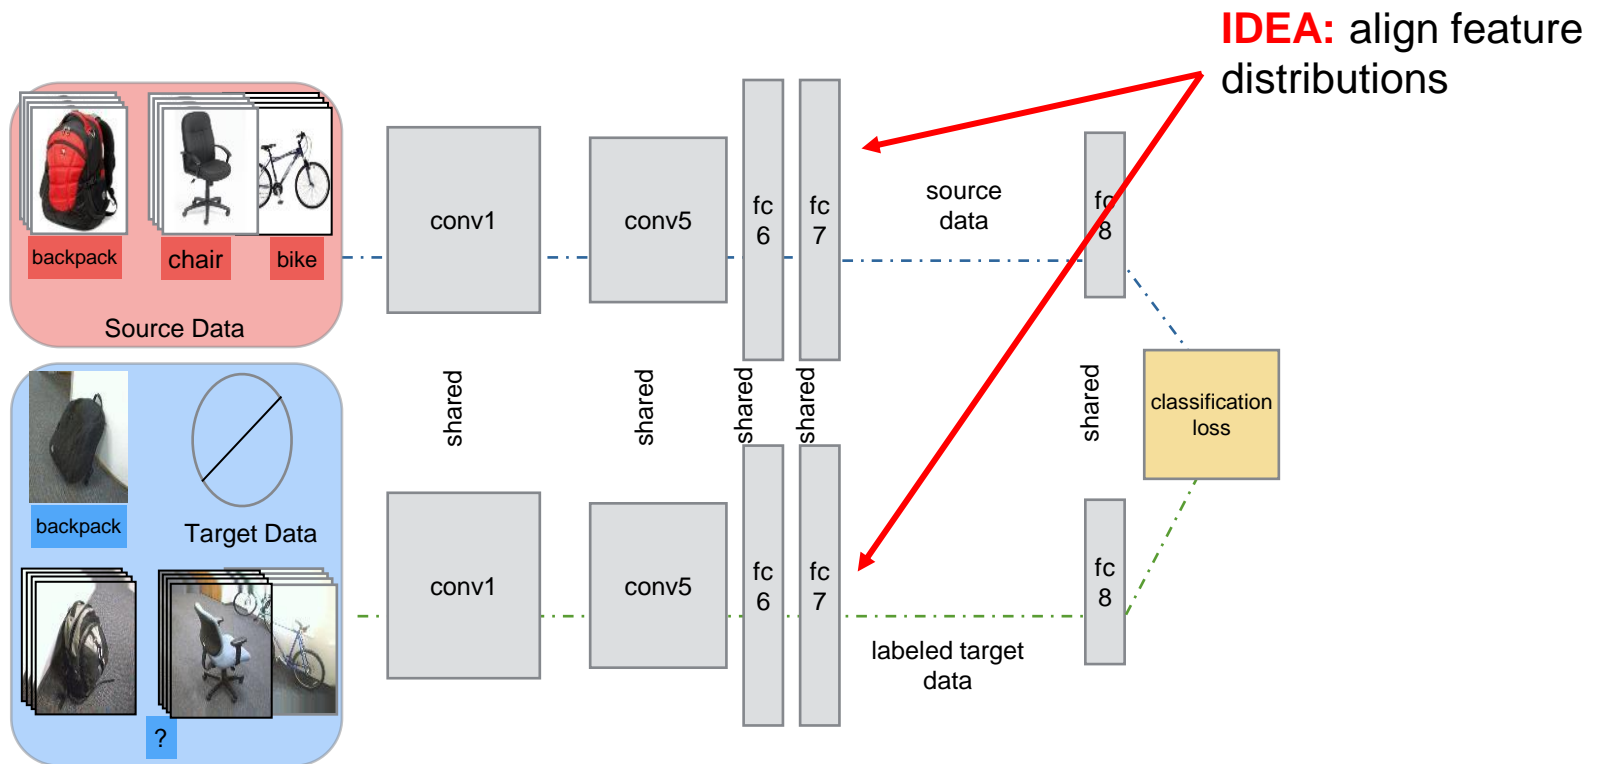 IDEA: align feature
distributions
backpack
chair
bike
Source Data
conv1
conv5
fc
6
fc
7
source
data
fc
8
shared
shared
shared
shared
shared
classification
loss
backpack
Target Data
?
conv1
conv5
fc
6
fc
7
labeled target
data
fc
8